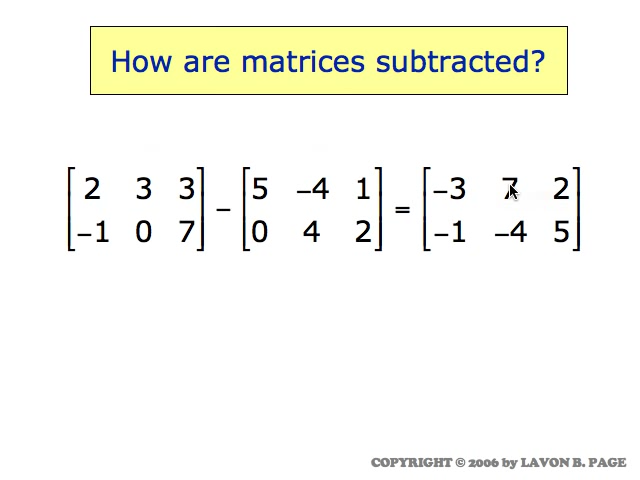 How are matrices subtracted?
[2 3 3] − [5 −4 1] = [−3 7 2]
[−1 0 7] [0 4 2] [−1 −4 5]
COPYRIGHT © 2006 by LAVON B. PAGE